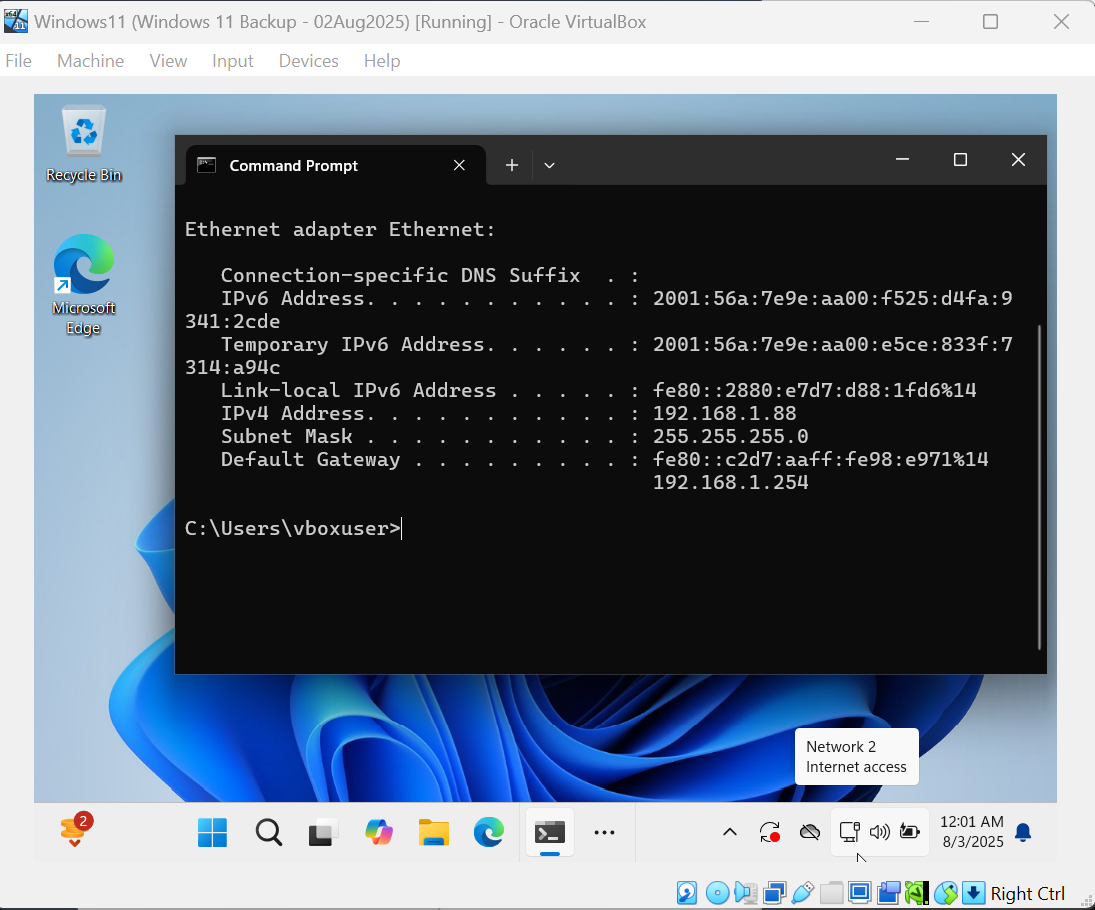 Windows11 (Windows 11 Backup - 02Aug2025) [Running] - Oracle VirtualBox
File Machine View Input Devices Help
Recycle Bin
Microsoft
Edge
Command Prompt
Ethernet adapter Ethernet:
Connection-specific DNS Suffix  . :
IPv6 Address. . . . . . . . . . . : 2001:56a:7e9e:aa00:f525:d4fa:9
341:2cde
Temporary IPv6 Address. . . . . . : 2001:56a:7e9e:aa00:e5ce:833f:7
314:a94c
Link-local IPv6 Address . . . . . : fe80::2880:e7d7:d88:1fd6%14
IPv4 Address. . . . . . . . . . . : 192.168.1.88
Subnet Mask . . . . . . . . . . . : 255.255.255.0
Default Gateway . . . . . . . . . : fe80::c2d7:aaff:fe98:e971%14
192.168.1.254
C:\Users\vboxuser>
Network 2
Internet access
2
12:01 AM
8/3/2025
Right Ctrl